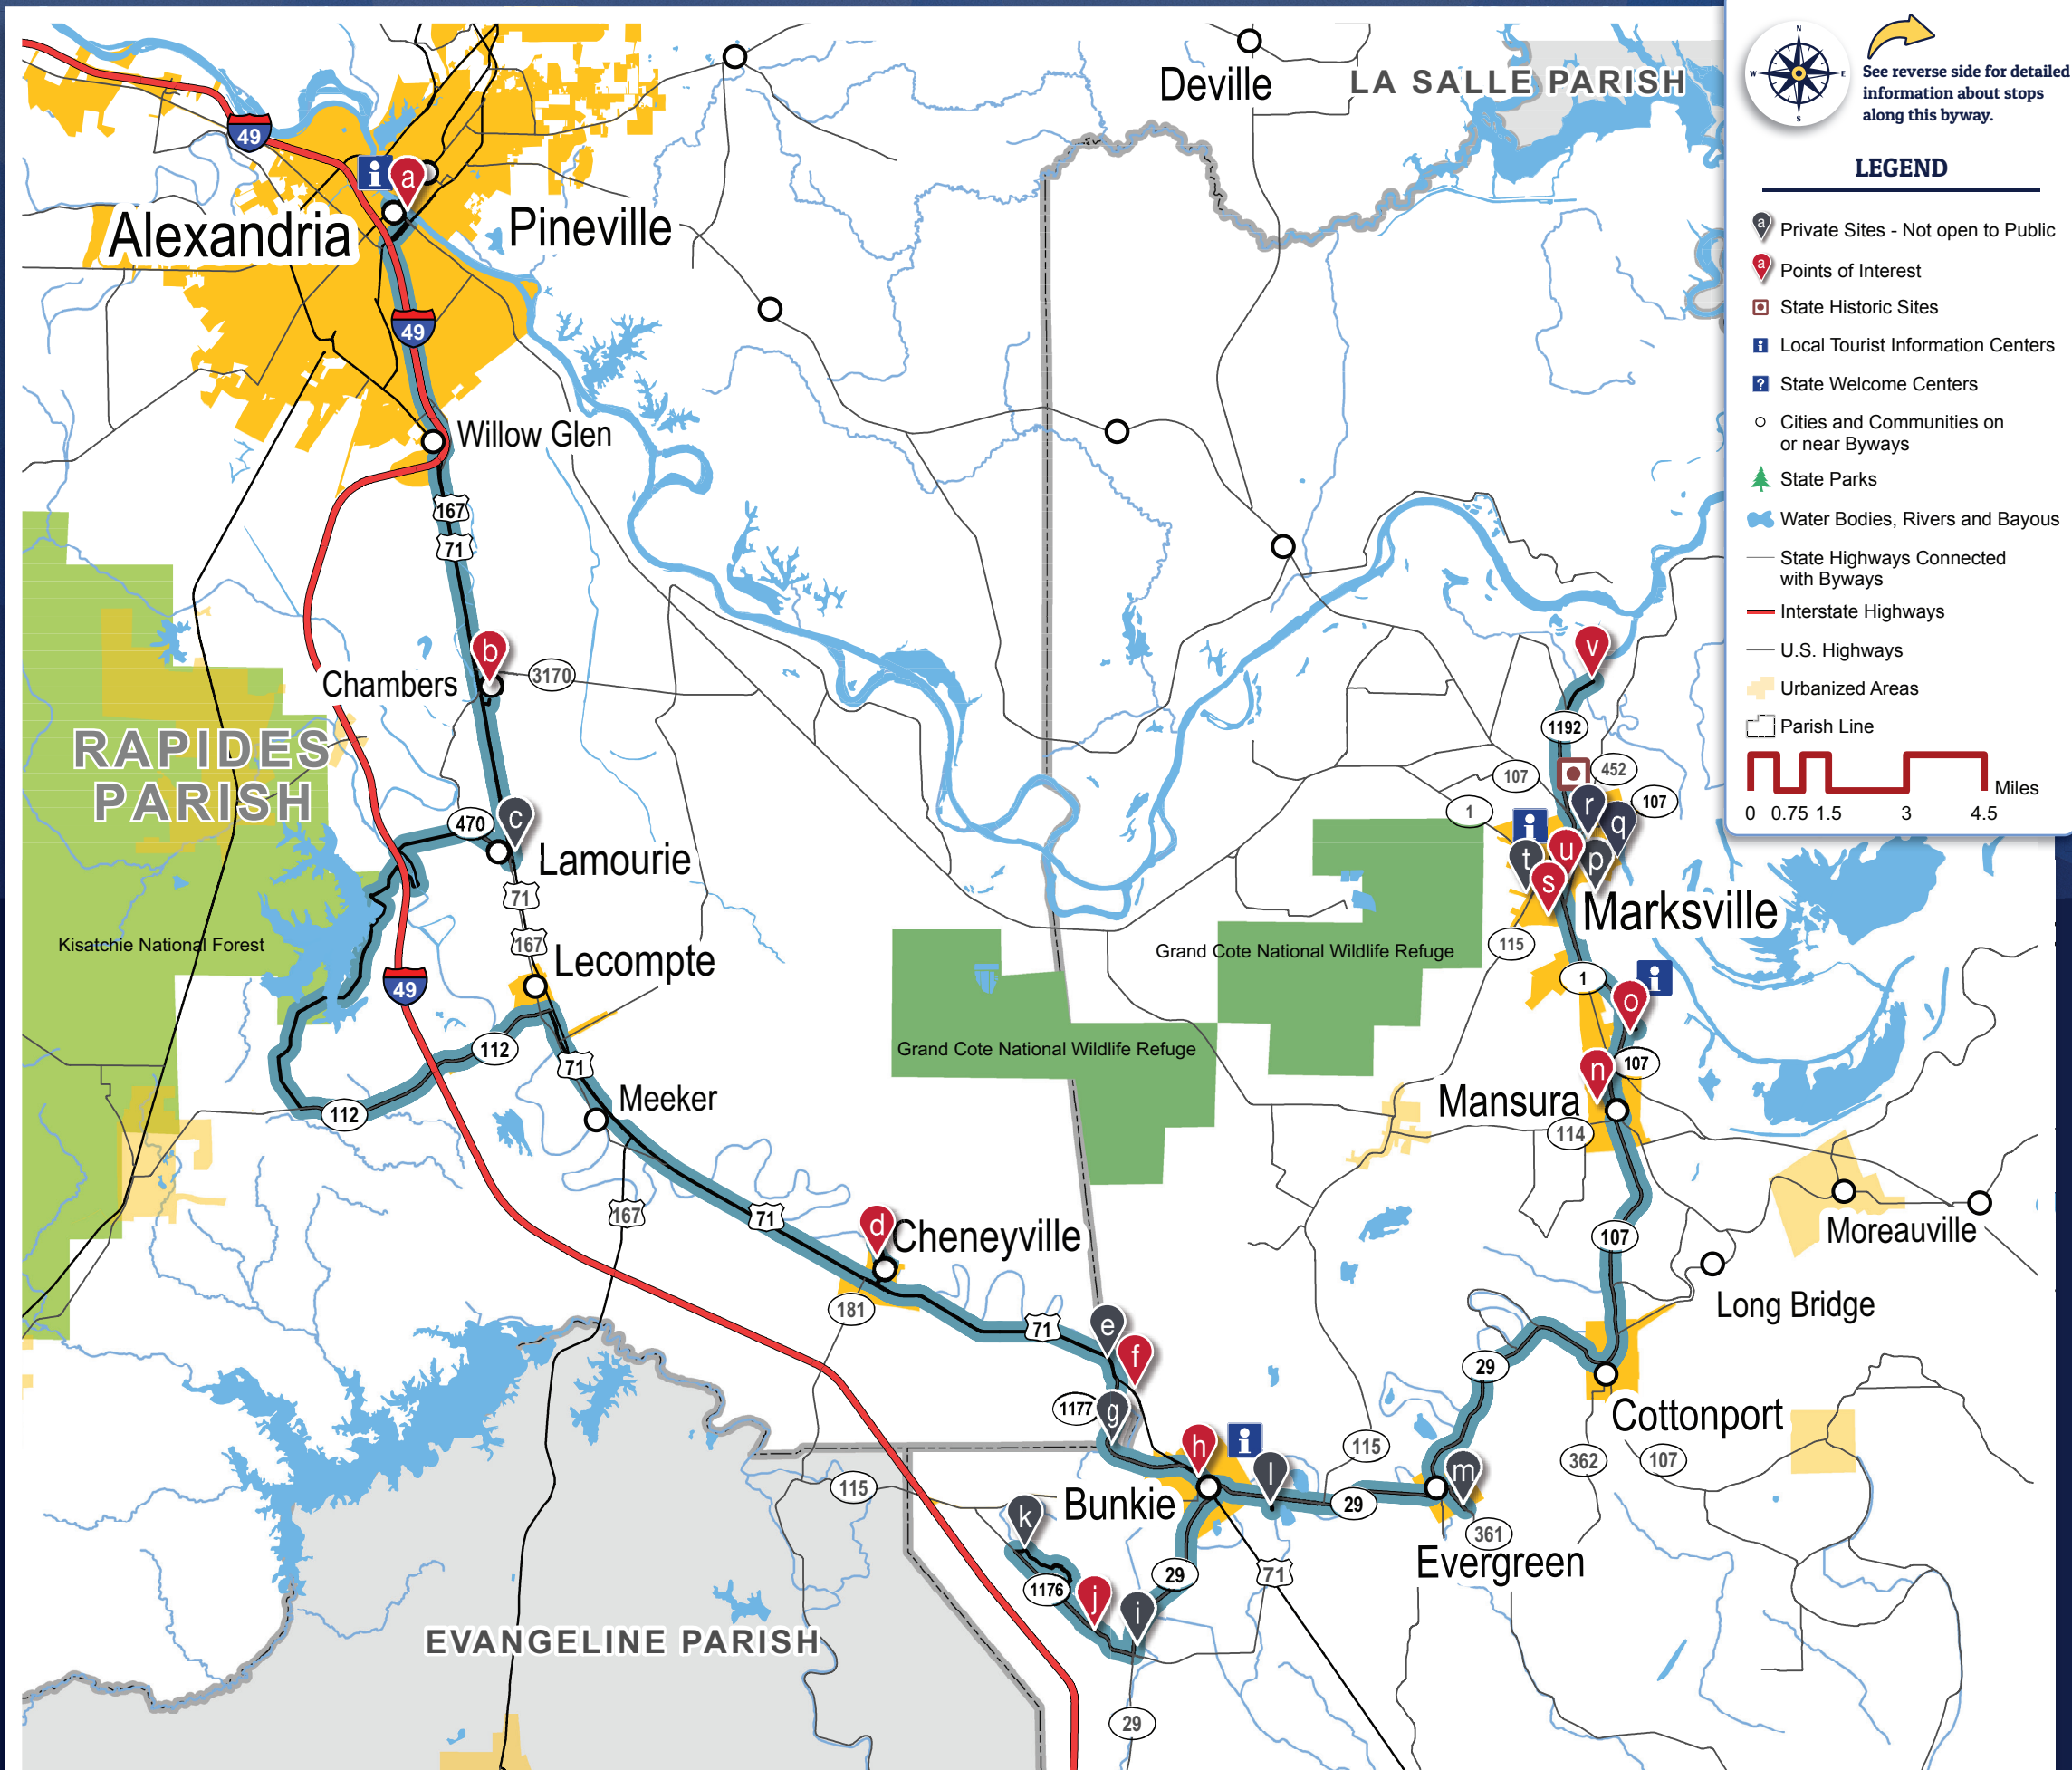 Deville
LA SALLE PARISH
N
W
E
S
See reverse side for detailed
information about stops
along this byway.
LEGEND
a
Private Sites - Not open to Public
a
Points of Interest
State Historic Sites
i
Local Tourist Information Centers
?
State Welcome Centers
Cities and Communities on
or near Byways
State Parks
Water Bodies, Rivers and Bayous
State Highways Connected
with Byways
Interstate Highways
U.S. Highways
Urbanized Areas
Parish Line
Miles
0 0.75 1.5 3 4.5
49
i
a
Alexandria
Pineville
49
Willow Glen
167
71
b
Chambers
3170
RAPIDES
PARISH
470
c
Lamourie
71
167
Kisatchie National Forest
Lecompte
49
112
71
112
Meeker
167
71
d
Cheneyville
181
71
e
f
1177
g
h
i
Bunkie
l
115
115
29
k
1176
j
i
29
71
29
EVANGELINE PARISH
v
1192
107
452
1
r
q
107
i
t
u
p
s
Marksville
115
Grand Cote National Wildlife Refuge
Grand Cote National Wildlife Refuge
1
i
o
n
107
Mansura
114
107
Moreauville
Long Bridge
29
Cottonport
362
107
m
361
Evergreen